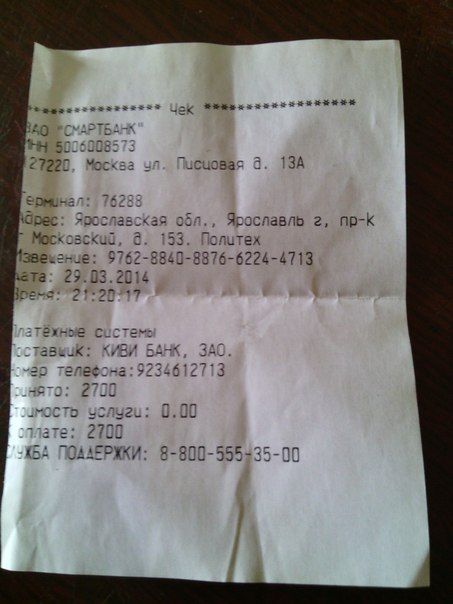 ***************** Чек *******************
ЗАО "СМАРТБАНК"
ИНН 5006008573
127220, Москва ул. Писцовая д. 13А
Терминал: 76288
Адрес: Ярославская обл., Ярославль г, пр-к
т Московский, д. 153. Политех
Извещение: 9762-8840-8876-6224-4713
Дата: 29.03.2014
Время: 21:20:17
Платёжные системы
Поставщик: КИВИ БАНК, ЗАО.
Номер телефона:9234612713
Принято: 2700
Стоимость услуги: 0.00
К оплате: 2700
СЛУЖБА ПОДДЕРЖКИ: 8-800-555-35-00